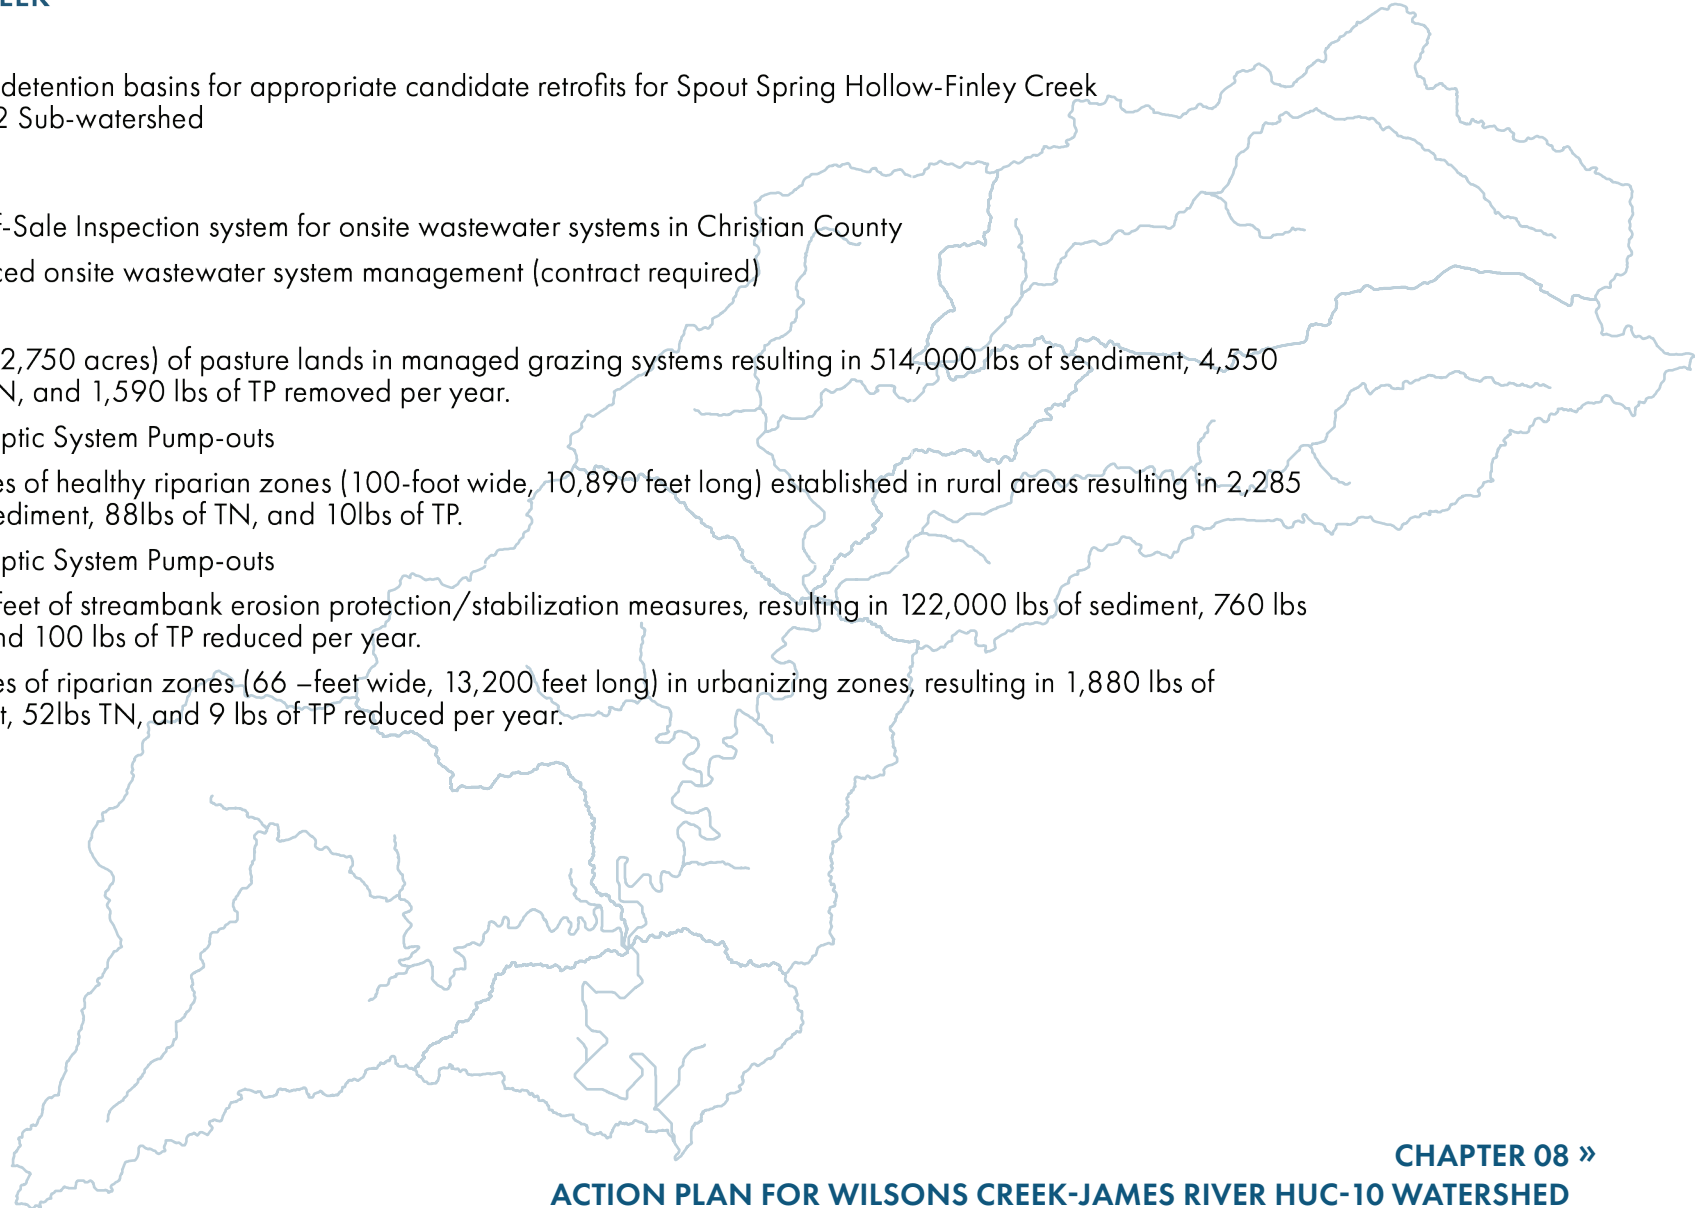 detention basins for appropriate candidate retrofits for Spout Spring Hollow-Finley Creek
2 Sub-watershed
-Sale Inspection system for onsite wastewater systems in Christian County
ced onsite wastewater system management (contract required)
2,750 acres) of pasture lands in managed grazing systems resulting in 514,000 lbs of sendiment, 4,550
N, and 1,590 lbs of TP removed per year.
ptic System Pump-outs
es of healthy riparian zones (100-foot wide, 10,890 feet long) established in rural areas resulting in 2,285
ediment, 88lbs of TN, and 10lbs of TP.
ptic System Pump-outs
feet of streambank erosion protection/stabilization measures, resulting in 122,000 lbs of sediment, 760 lbs
nd 100 lbs of TP reduced per year.
es of riparian zones (66 –feet wide, 13,200 feet long) in urbanizing zones, resulting in 1,880 lbs of
t, 52lbs TN, and 9 lbs of TP reduced per year.
CHAPTER 08 »
ACTION PLAN FOR WILSONS CREEK-JAMES RIVER HUC-10 WATERSHED